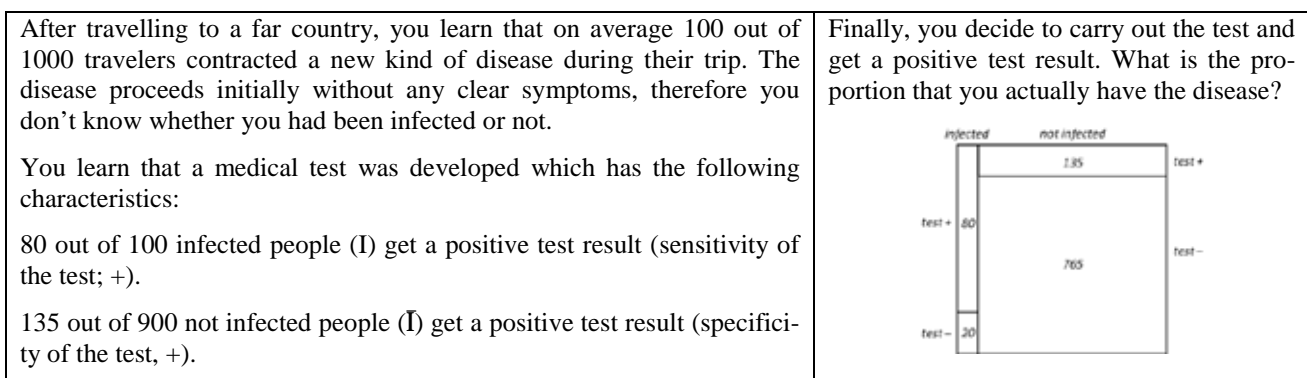 After travelling to a far country, you learn that on average 100 out of
1000 travelers contracted a new kind of disease during their trip. The
disease proceeds initially without any clear symptoms, therefore you
don't know whether you had been infected or not.
You learn that a medical test was developed which has the following
characteristics:
80 out of 100 infected people (I) get a positive test result (sensitivity of
the test; +).
135 out of 900 not infected people (Ī) get a positive test result (specifici-
ty of the test, +).
Finally, you decide to carry out the test and
get a positive test result. What is the pro-
portion that you actually have the disease?
infected not infected
135 test +
test + 80
765 test –
test – 20